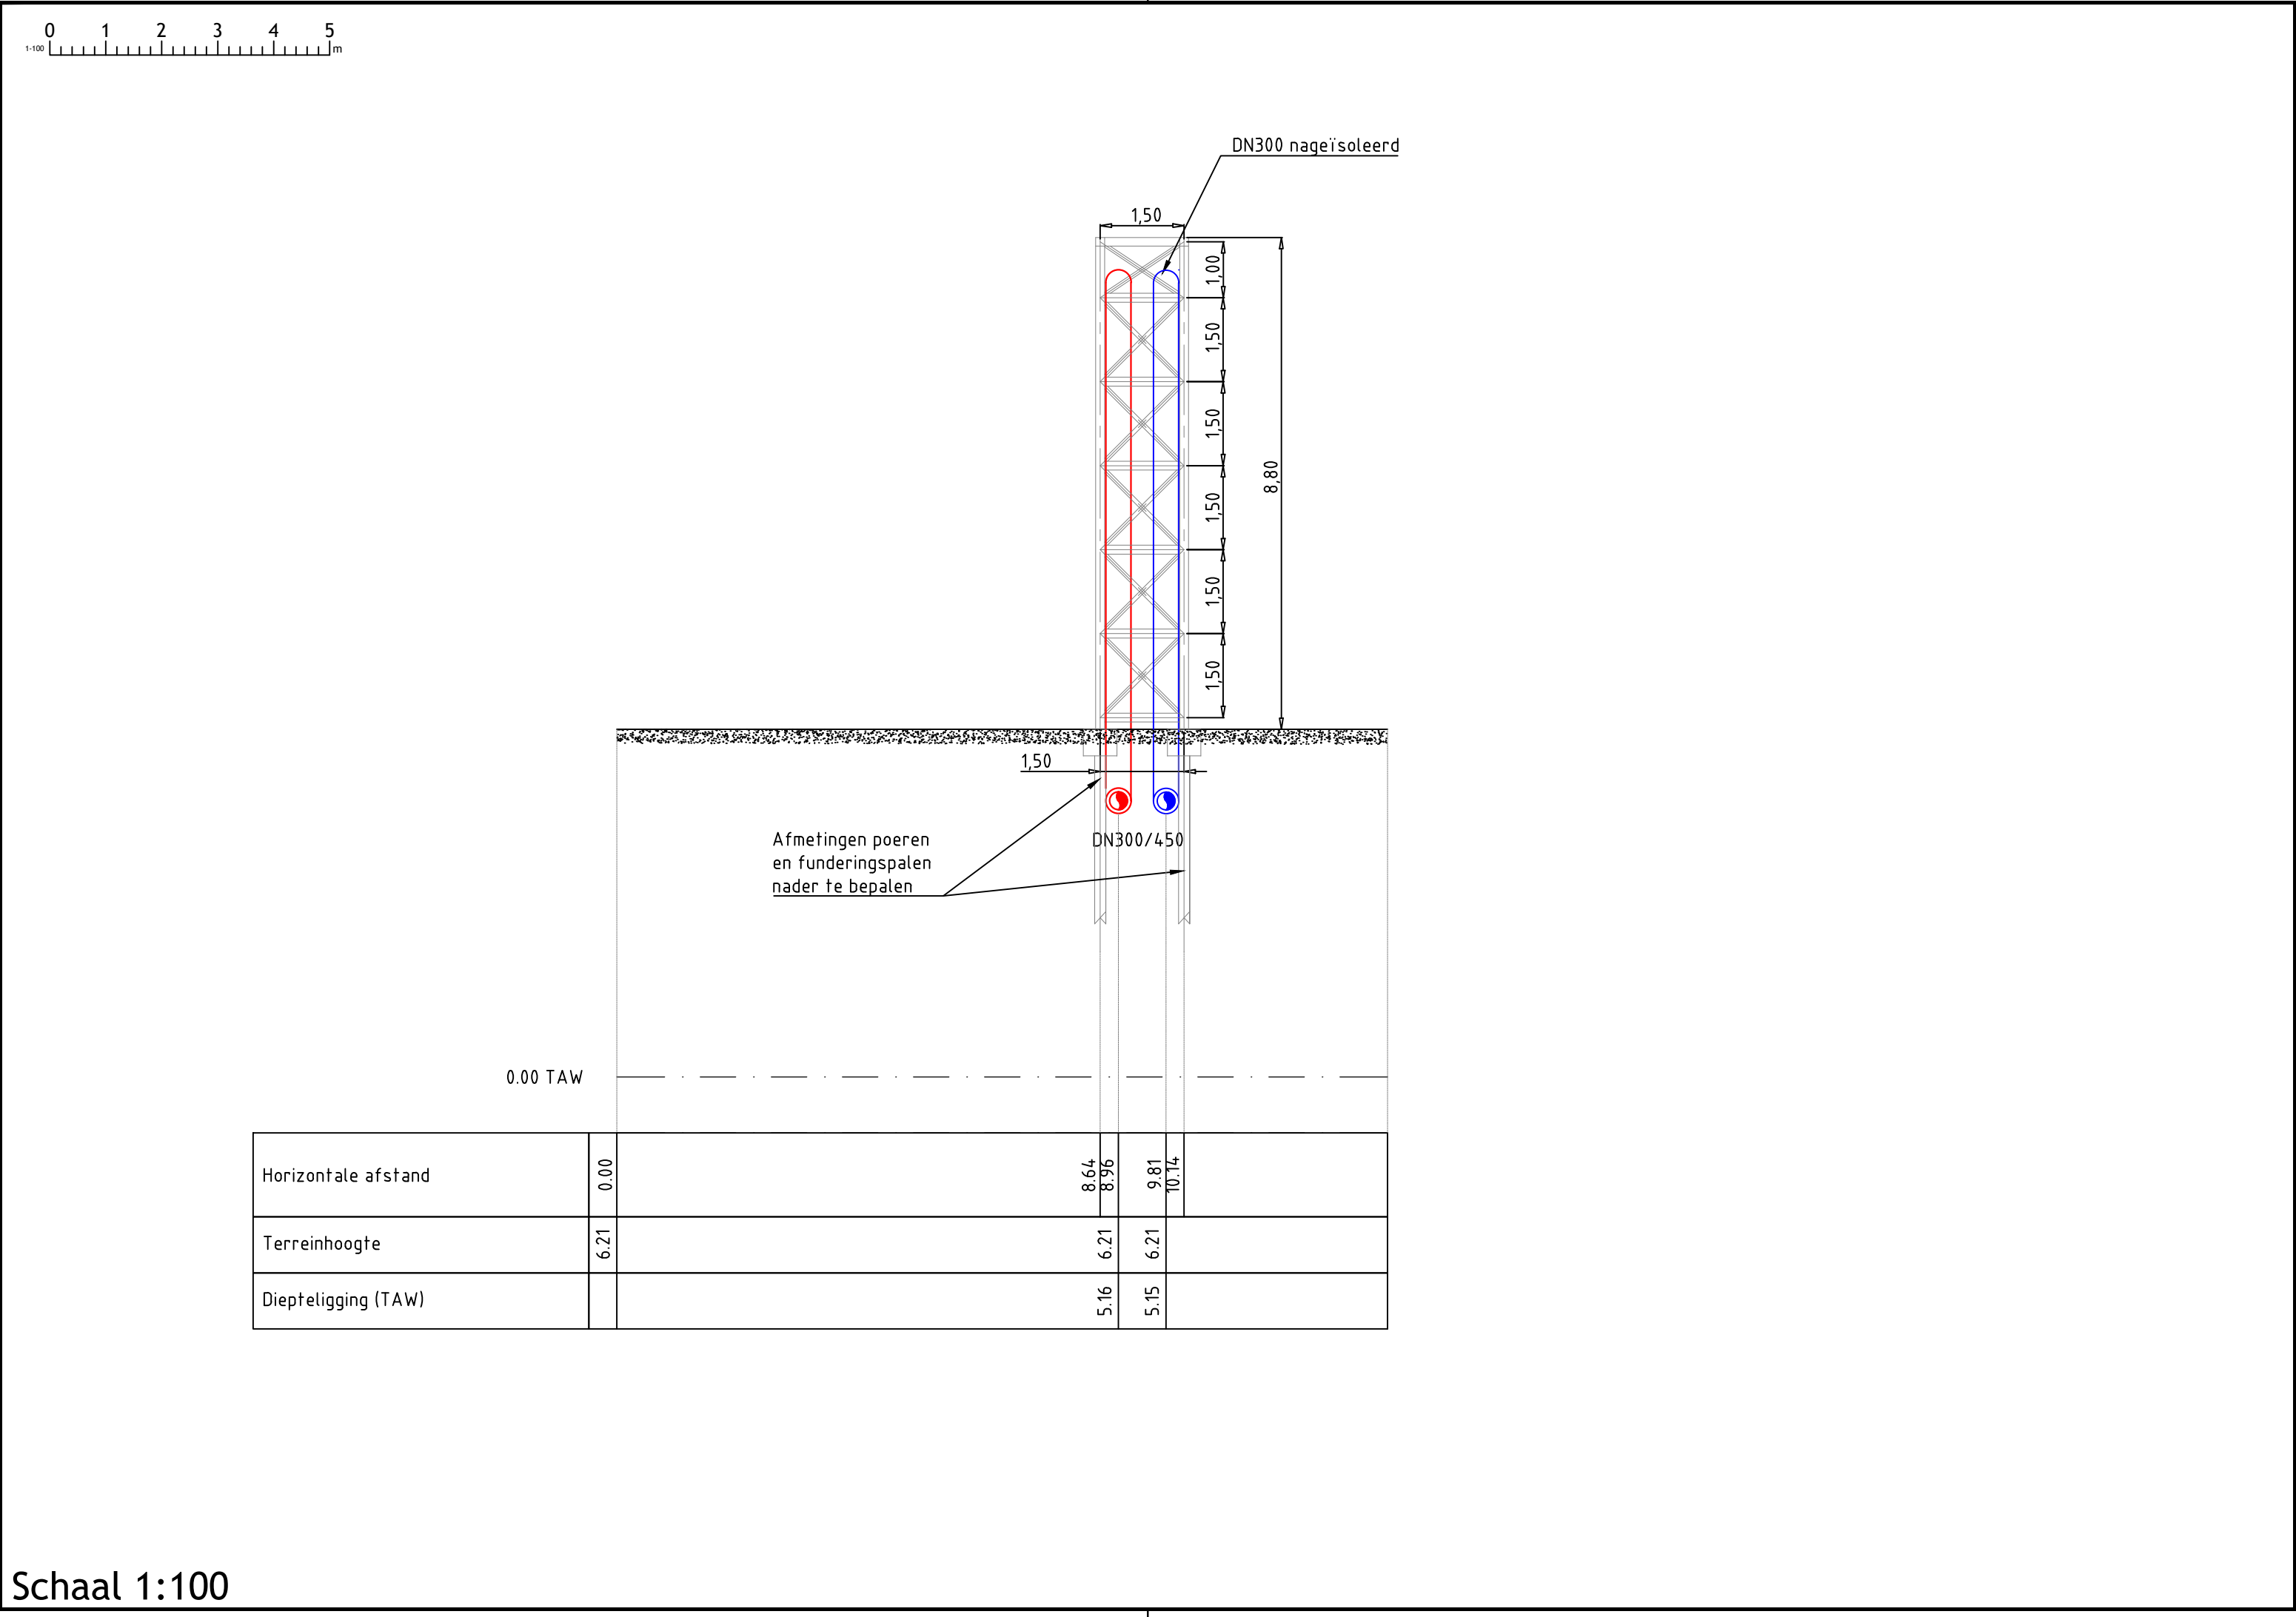 0 1 2 3 4 5
1-100 m
DN300 nageïsoleerd
1,50
1,00
1,50
1,50
1,50
1,50
1,50
8,80
1,50
Afmetingen poeren
en funderingspalen
nader te bepalen
DN300/450
0.00 TAW
Horizontale afstand 0.00 8.64 8.96 9.81 10.14
Terreinhoogte 6.21 6.21 6.21
Diepteligging (TAW) 5.16 5.15
Schaal 1:100